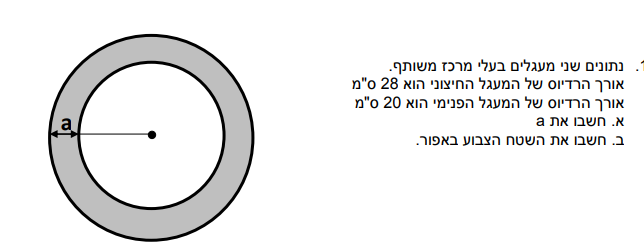 1. נתונים שני מעגלים בעלי מרכז משותף.
אורך הרדיוס של המעגל החיצוני הוא 28 ס"מ
אורך הרדיוס של המעגל הפנימי הוא 20 ס"מ
א. חשבו את a
ב. חשבו את השטח הצבוע באפור.
a